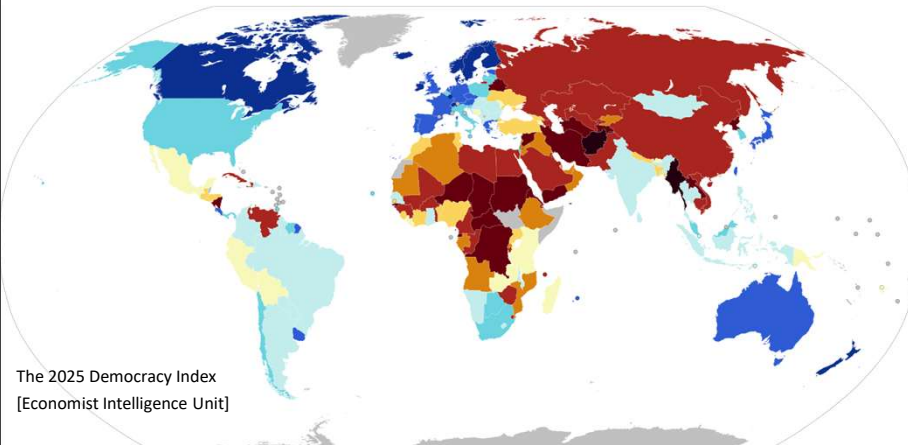 The 2025 Democracy Index
[Economist Intelligence Unit]